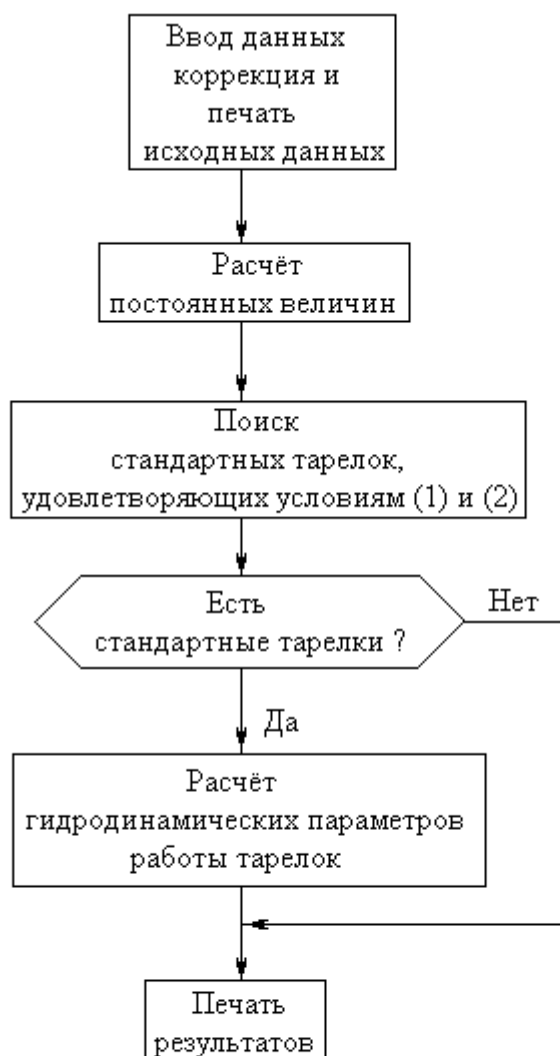 Ввод данных
коррекция и
печать
исходных данных
Расчёт
постоянных величин
Поиск
стандартных тарелок,
удовлетворяющих условиям (1) и (2)
Есть
стандартные тарелки ?
Нет
Да
Расчёт
гидродинамических параметров
работы тарелок
Печать
результатов